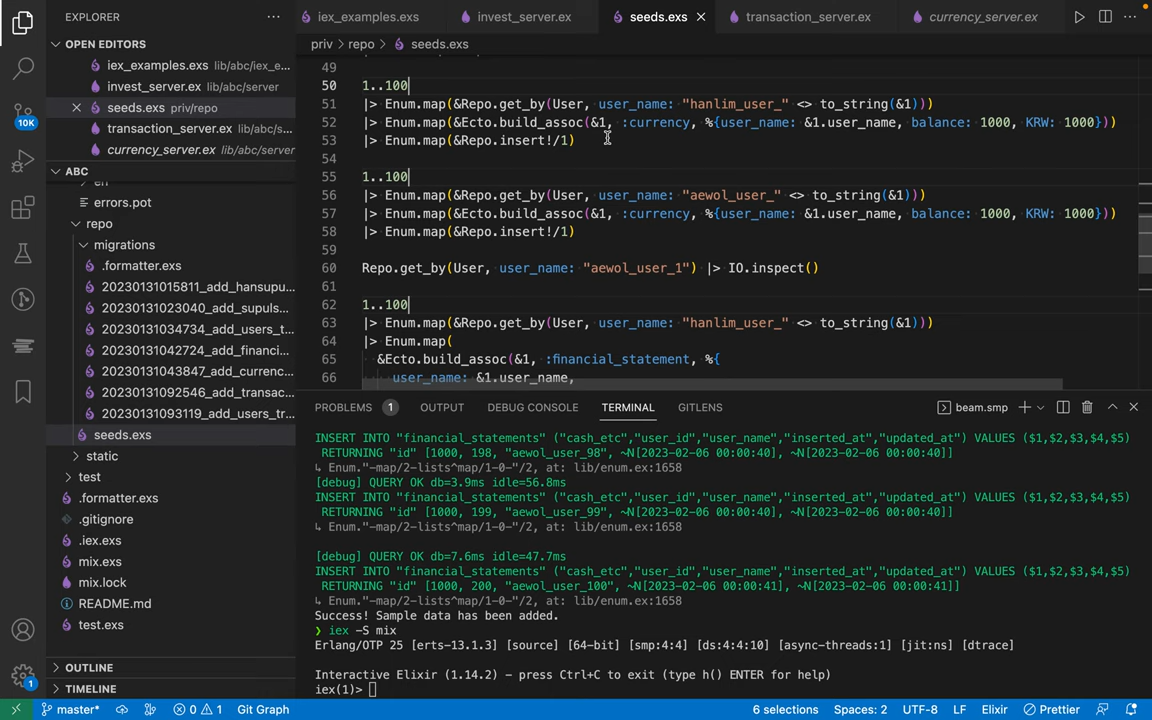 EXPLORER
OPEN EDITORS
iex_examples.exs lib/abc/iex_e...
invest_server.ex lib/abc/server
seeds.exs priv/repo
transaction_server.ex lib/abc/s...
currency_server.ex lib/abc/server
ABC
errors.pot
repo
migrations
.formatter.exs
20230131015811_add_hansupu...
20230131023040_add_supuls...
20230131034734_add_users_t...
20230131042724_add_financi...
20230131043847_add_currenc...
20230131092546_add_transac...
20230131093119_add_users_tr...
seeds.exs
static
test
.formatter.exs
.gitignore
.iex.exs
mix.exs
mix.lock
README.md
test.exs
OUTLINE
TIMELINE
10K
1
iex_examples.exs invest_server.ex seeds.exs transaction_server.ex currency_server.ex
priv > repo > seeds.exs
49
50 1..100
51 |> Enum.map(&Repo.get_by(User, user_name: "hanlim_user_" <> to_string(&1)))
52 |> Enum.map(&Ecto.build_assoc(&1, :currency, %{user_name: &1.user_name, balance: 1000, KRW: 1000}))
53 |> Enum.map(&Repo.insert!/1)
54
55 1..100
56 |> Enum.map(&Repo.get_by(User, user_name: "aewol_user_" <> to_string(&1)))
57 |> Enum.map(&Ecto.build_assoc(&1, :currency, %{user_name: &1.user_name, balance: 1000, KRW: 1000}))
58 |> Enum.map(&Repo.insert!/1)
59
60 Repo.get_by(User, user_name: "aewol_user_1") |> IO.inspect()
61
62 1..100
63 |> Enum.map(&Repo.get_by(User, user_name: "hanlim_user_" <> to_string(&1)))
64 |> Enum.map(
65 &Ecto.build_assoc(&1, :financial_statement, %{
66 user_name: &1.user_name,
PROBLEMS 1 OUTPUT DEBUG CONSOLE TERMINAL GITLENS beam.smp
INSERT INTO "financial_statements" ("cash_etc","user_id","user_name","inserted_at","updated_at") VALUES ($1,$2,$3,$4,$5)
RETURNING "id" [1000, 198, "aewol_user_98", ~N[2023-02-06 00:00:40], ~N[2023-02-06 00:00:40]]
↳ Enum."-map/2-lists^map/1-0-"/2, at: lib/enum.ex:1658
[debug] QUERY OK db=3.9ms idle=56.8ms
INSERT INTO "financial_statements" ("cash_etc","user_id","user_name","inserted_at","updated_at") VALUES ($1,$2,$3,$4,$5)
RETURNING "id" [1000, 199, "aewol_user_99", ~N[2023-02-06 00:00:40], ~N[2023-02-06 00:00:40]]
↳ Enum."-map/2-lists^map/1-0-"/2, at: lib/enum.ex:1658
[debug] QUERY OK db=7.6ms idle=47.7ms
INSERT INTO "financial_statements" ("cash_etc","user_id","user_name","inserted_at","updated_at") VALUES ($1,$2,$3,$4,$5)
RETURNING "id" [1000, 200, "aewol_user_100", ~N[2023-02-06 00:00:41], ~N[2023-02-06 00:00:41]]
↳ Enum."-map/2-lists^map/1-0-"/2, at: lib/enum.ex:1658
Success! Sample data has been added.
❯ iex -S mix
Erlang/OTP 25 [erts-13.1.3] [source] [64-bit] [smp:4:4] [ds:4:4:10] [async-threads:1] [jit:ns] [dtrace]
Interactive Elixir (1.14.2) - press Ctrl+C to exit (type h() ENTER for help)
iex(1)>
master* 0 1 Git Graph 6 selections Spaces: 2 UTF-8 LF Elixir Prettier